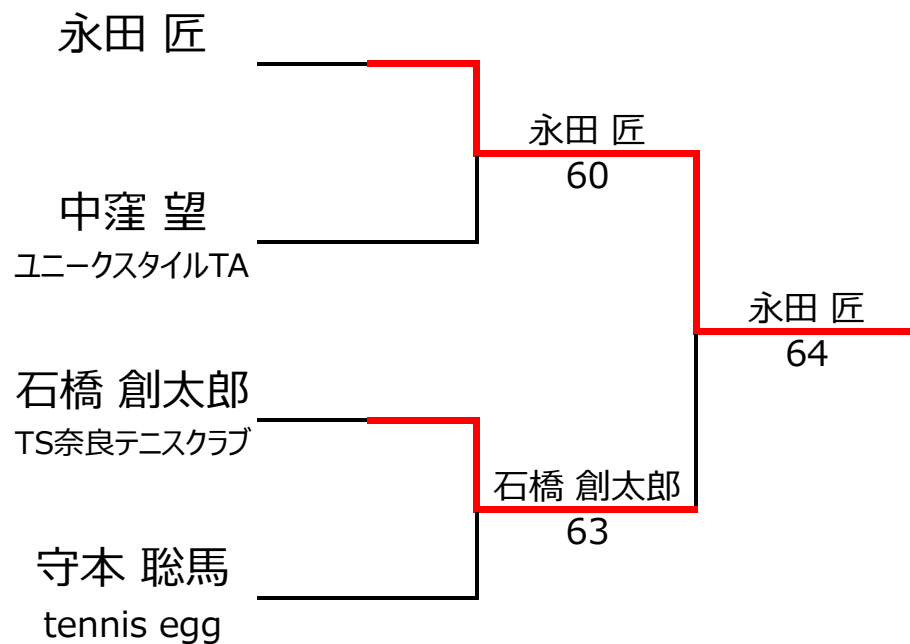 永田 匠
中窪 望
ユニークスタイルTA
石橋 創太郎
TS奈良テニスクラブ
守本 聡馬
tennis egg
永田 匠
60
石橋 創太郎
63
永田 匠
64